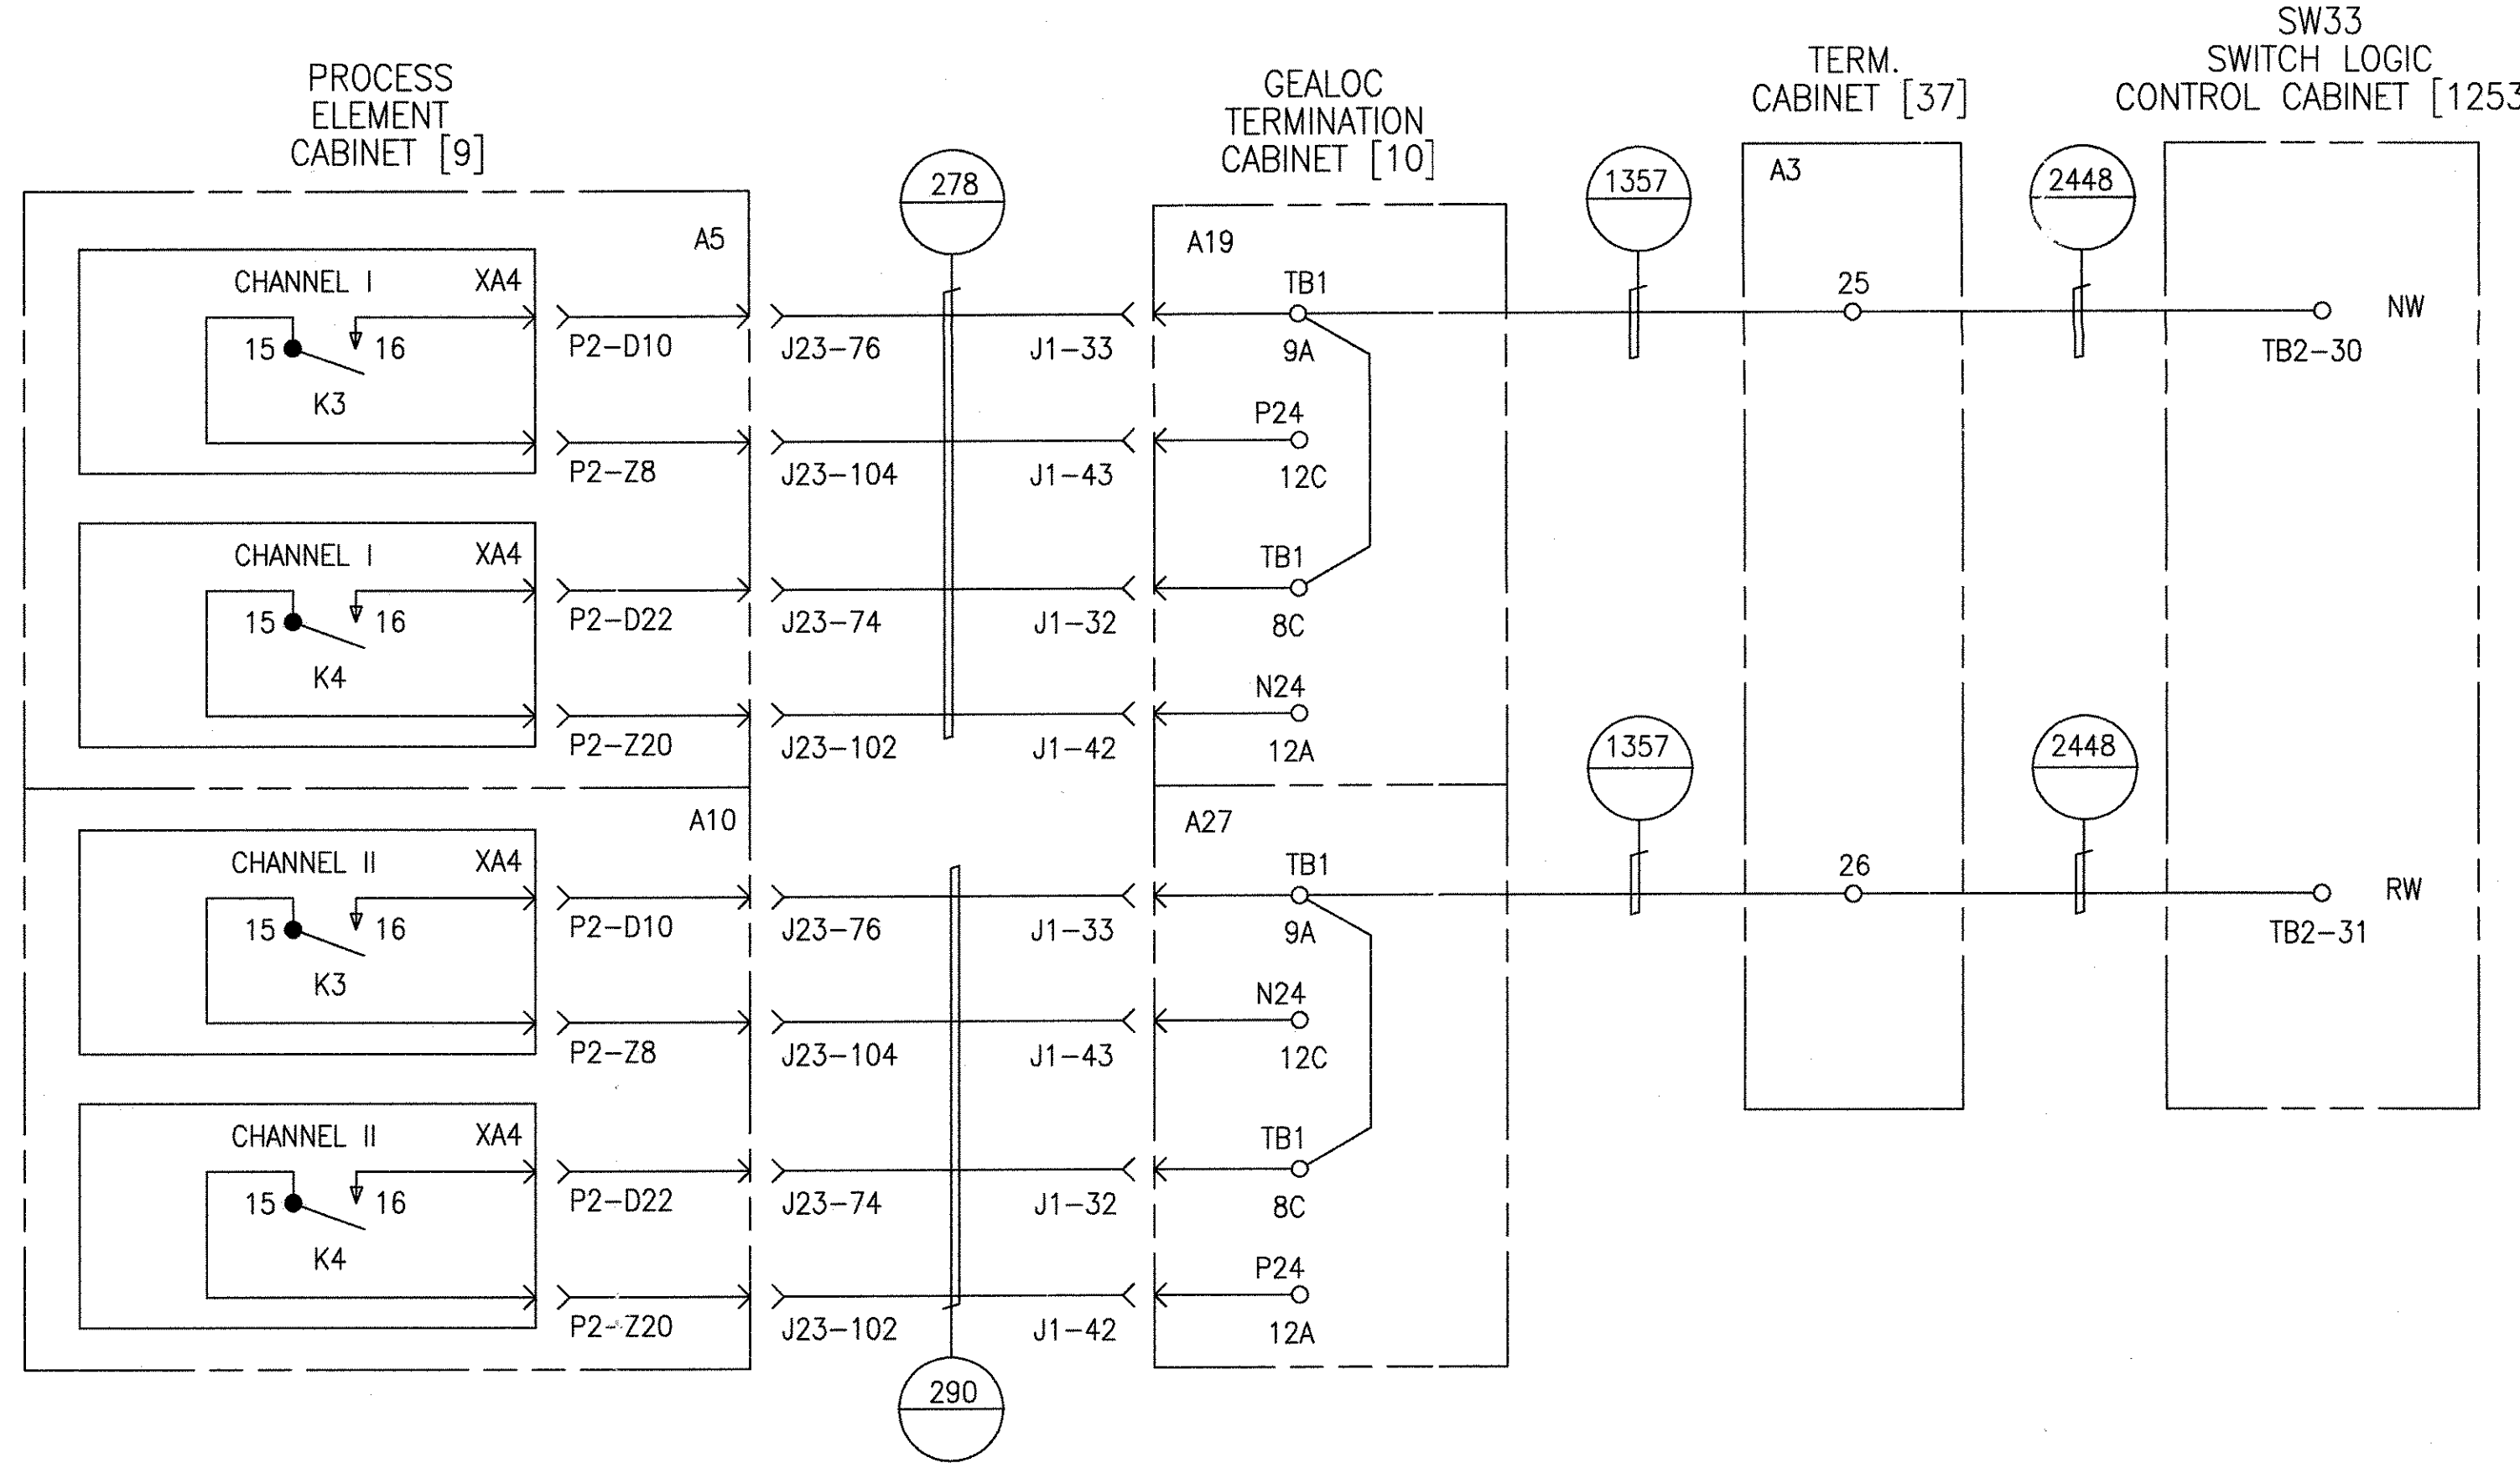 PROCESS
ELEMENT
CABINET [9]
278
GEALOC
TERMINATION
CABINET [10]
1357
TERM.
CABINET [37]
2448
SW33
SWITCH LOGIC
CONTROL CABINET [1253
A5
A19
A3
CHANNEL I XA4
15 16
K3
P2-D10
J23-76
J1-33
TB1
9A
25
NW
TB2-30
P2-Z8
J23-104
J1-43
P24
12C
CHANNEL I XA4
15 16
K4
P2-D22
J23-74
J1-32
TB1
8C
P2-Z20
J23-102
J1-42
N24
12A
1357
2448
A10
A27
CHANNEL II XA4
15 16
K3
P2-D10
J23-76
J1-33
TB1
9A
26
RW
TB2-31
P2-Z8
J23-104
J1-43
N24
12C
CHANNEL II XA4
15 16
K4
P2-D22
J23-74
J1-32
TB1
8C
P2-Z20
J23-102
J1-42
P24
12A
290